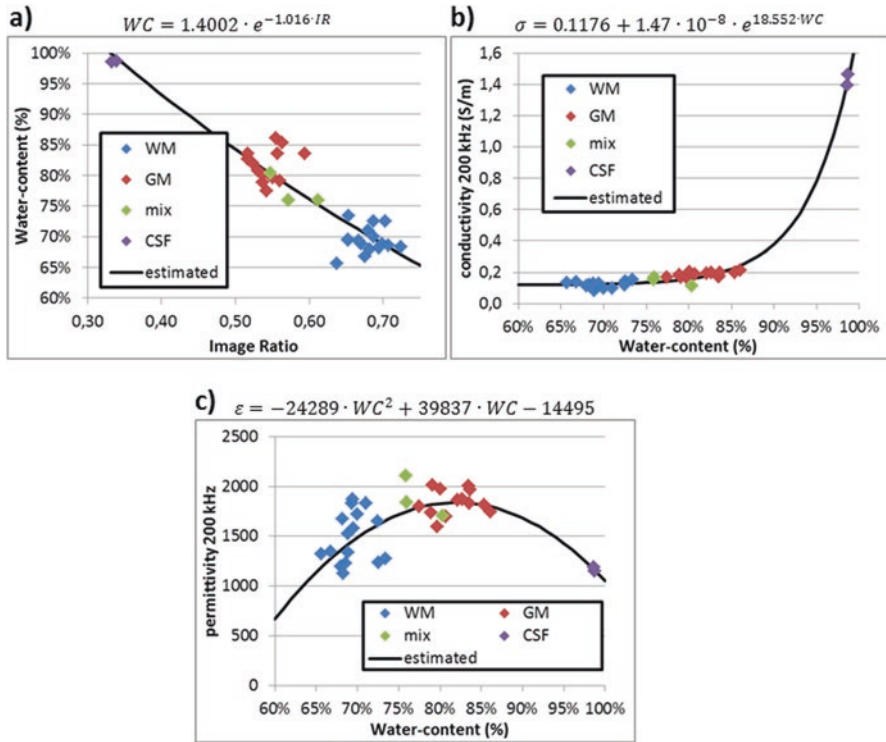 a) WC = 1.4002 · e^{-1.016·IR}
100%
95%
90%
85%
80%
75%
70%
65%
60%
Water-content (%)
WM
GM
mix
CSF
estimated
0,30 0,40 0,50 0,60 0,70
Image Ratio
b) σ = 0.1176 + 1.47 · 10^{-8} · e^{18.552·WC}
1,6
1,4
1,2
1,0
0,8
0,6
0,4
0,2
0,0
conductivity 200 kHz (S/m)
WM
GM
mix
CSF
estimated
60% 65% 70% 75% 80% 85% 90% 95% 100%
Water-content (%)
c) ε = −24289 · WC² + 39837 · WC − 14495
2500
2000
1500
1000
500
0
permittivity 200 kHz
WM GM
mix CSF
estimated
60% 65% 70% 75% 80% 85% 90% 95% 100%
Water-content (%)